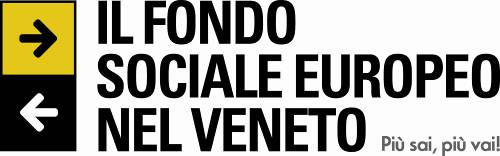 IL FONDO
SOCIALE EUROPEO
NEL VENETO
Più sai, più vai!